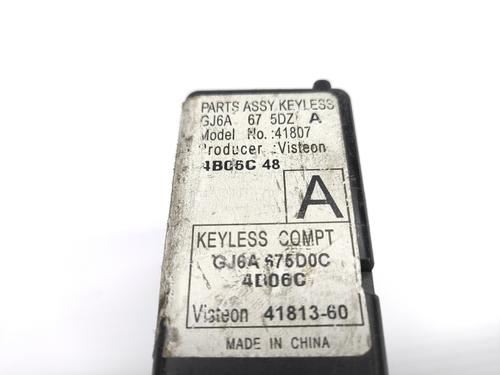 PARTS ASSY KEYLESS
GJ6A 67 5DZ A
Model No.:41807
Producer :Visteon
4B06C 48
A
KEYLESS COMPT
GJ6A 675D0C
4B06C
Visteon 41813-60
MADE IN CHINA